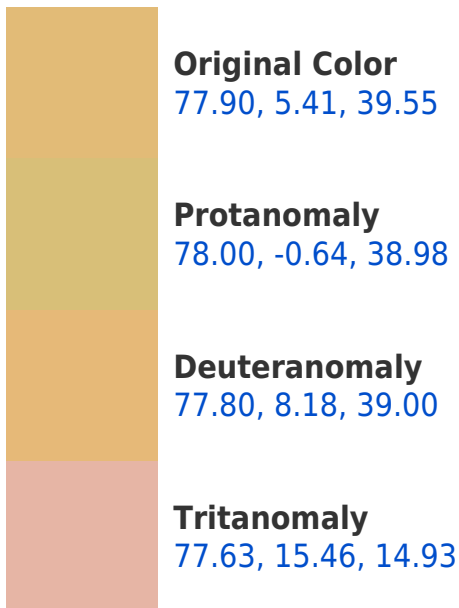 Original Color
77.90, 5.41, 39.55
Protanomaly
78.00, -0.64, 38.98
Deuteranomaly
77.80, 8.18, 39.00
Tritanomaly
77.63, 15.46, 14.93